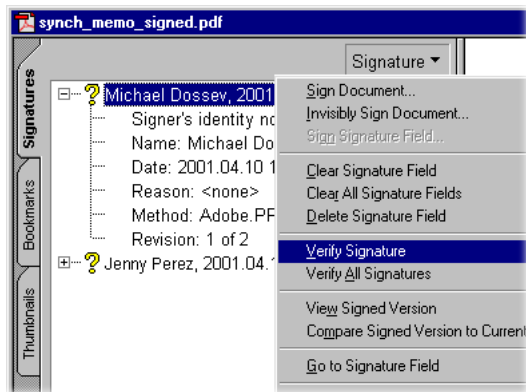 synch_memo_signed.pdf
Signature
Signatures
Bookmarks
Thumbnails
Michael Dossev, 2001
Signer's identity no
Name: Michael Do
Date: 2001.04.10 1
Reason: <none>
Method: Adobe.PP
Revision: 1 of 2
Jenny Perez, 2001.04.1
Sign Document...
Invisibly Sign Document...
Sign Signature Field...
Clear Signature Field
Clear All Signature Fields
Delete Signature Field
Verify Signature
Verify All Signatures
View Signed Version
Compare Signed Version to Current
Go to Signature Field